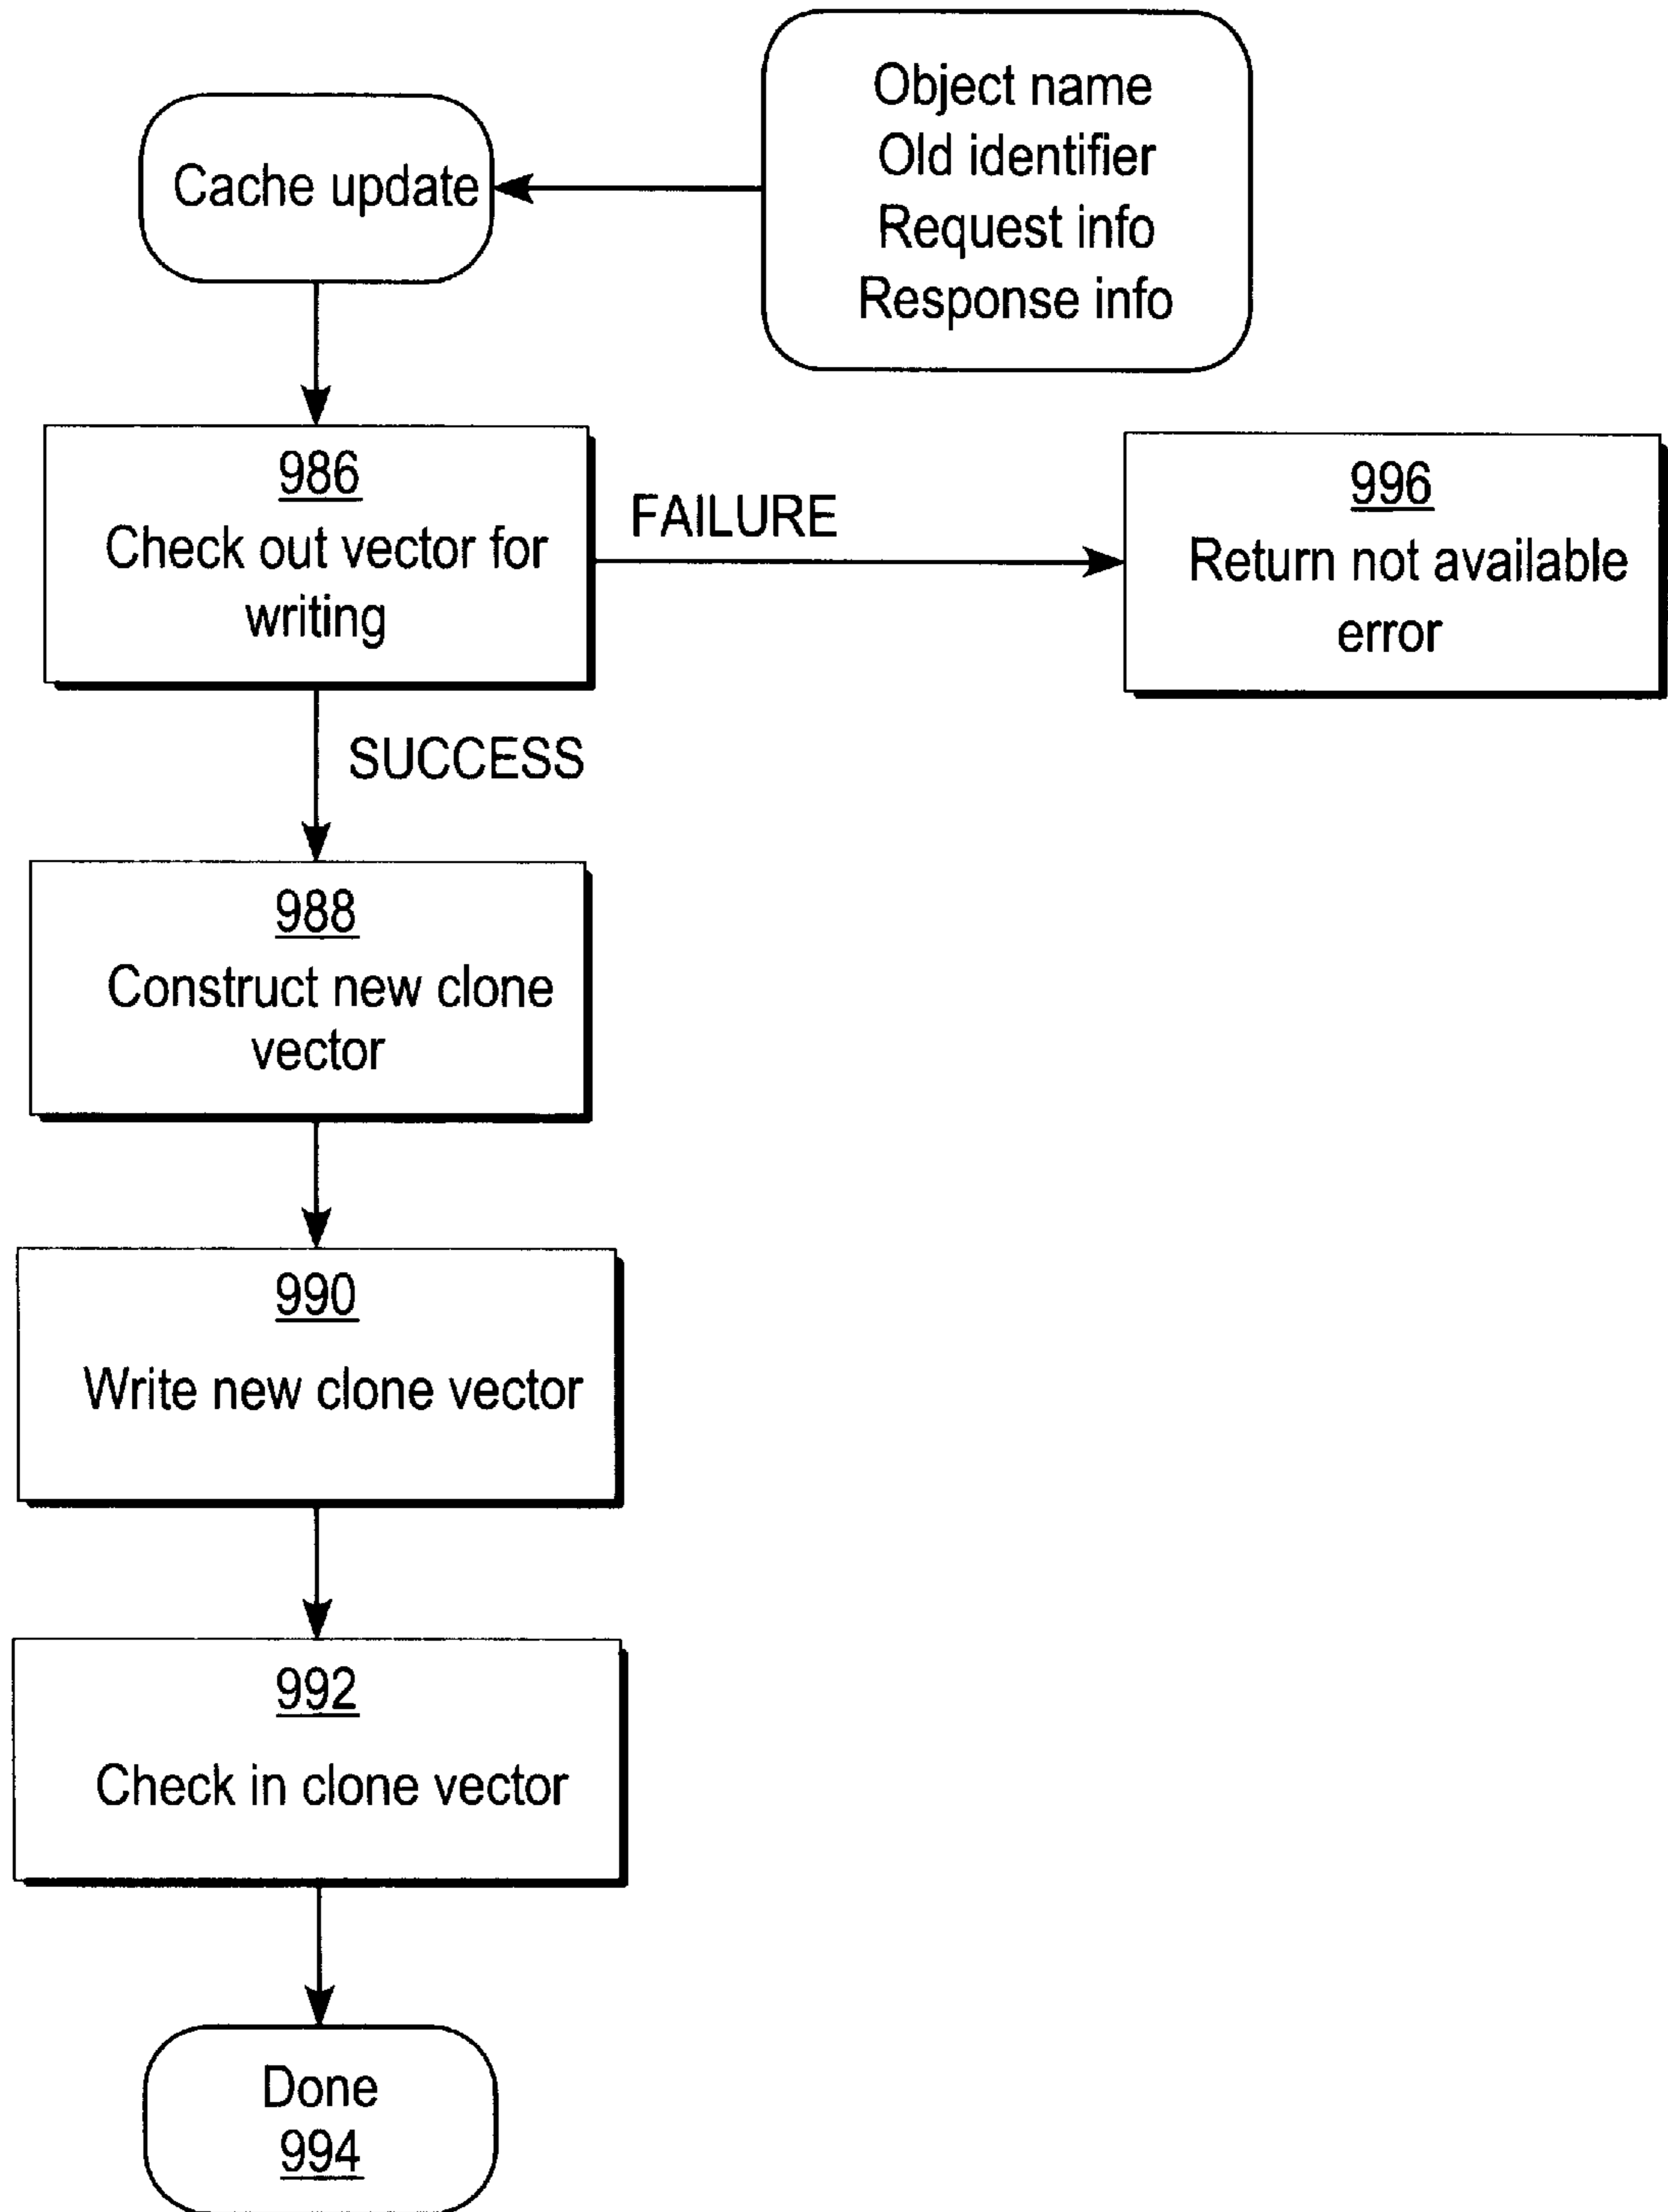 Object name
Old identifier
Request info
Response info
Cache update
986
Check out vector for
writing
FAILURE
996
Return not available
error
SUCCESS
988
Construct new clone
vector
990
Write new clone vector
992
Check in clone vector
Done
994